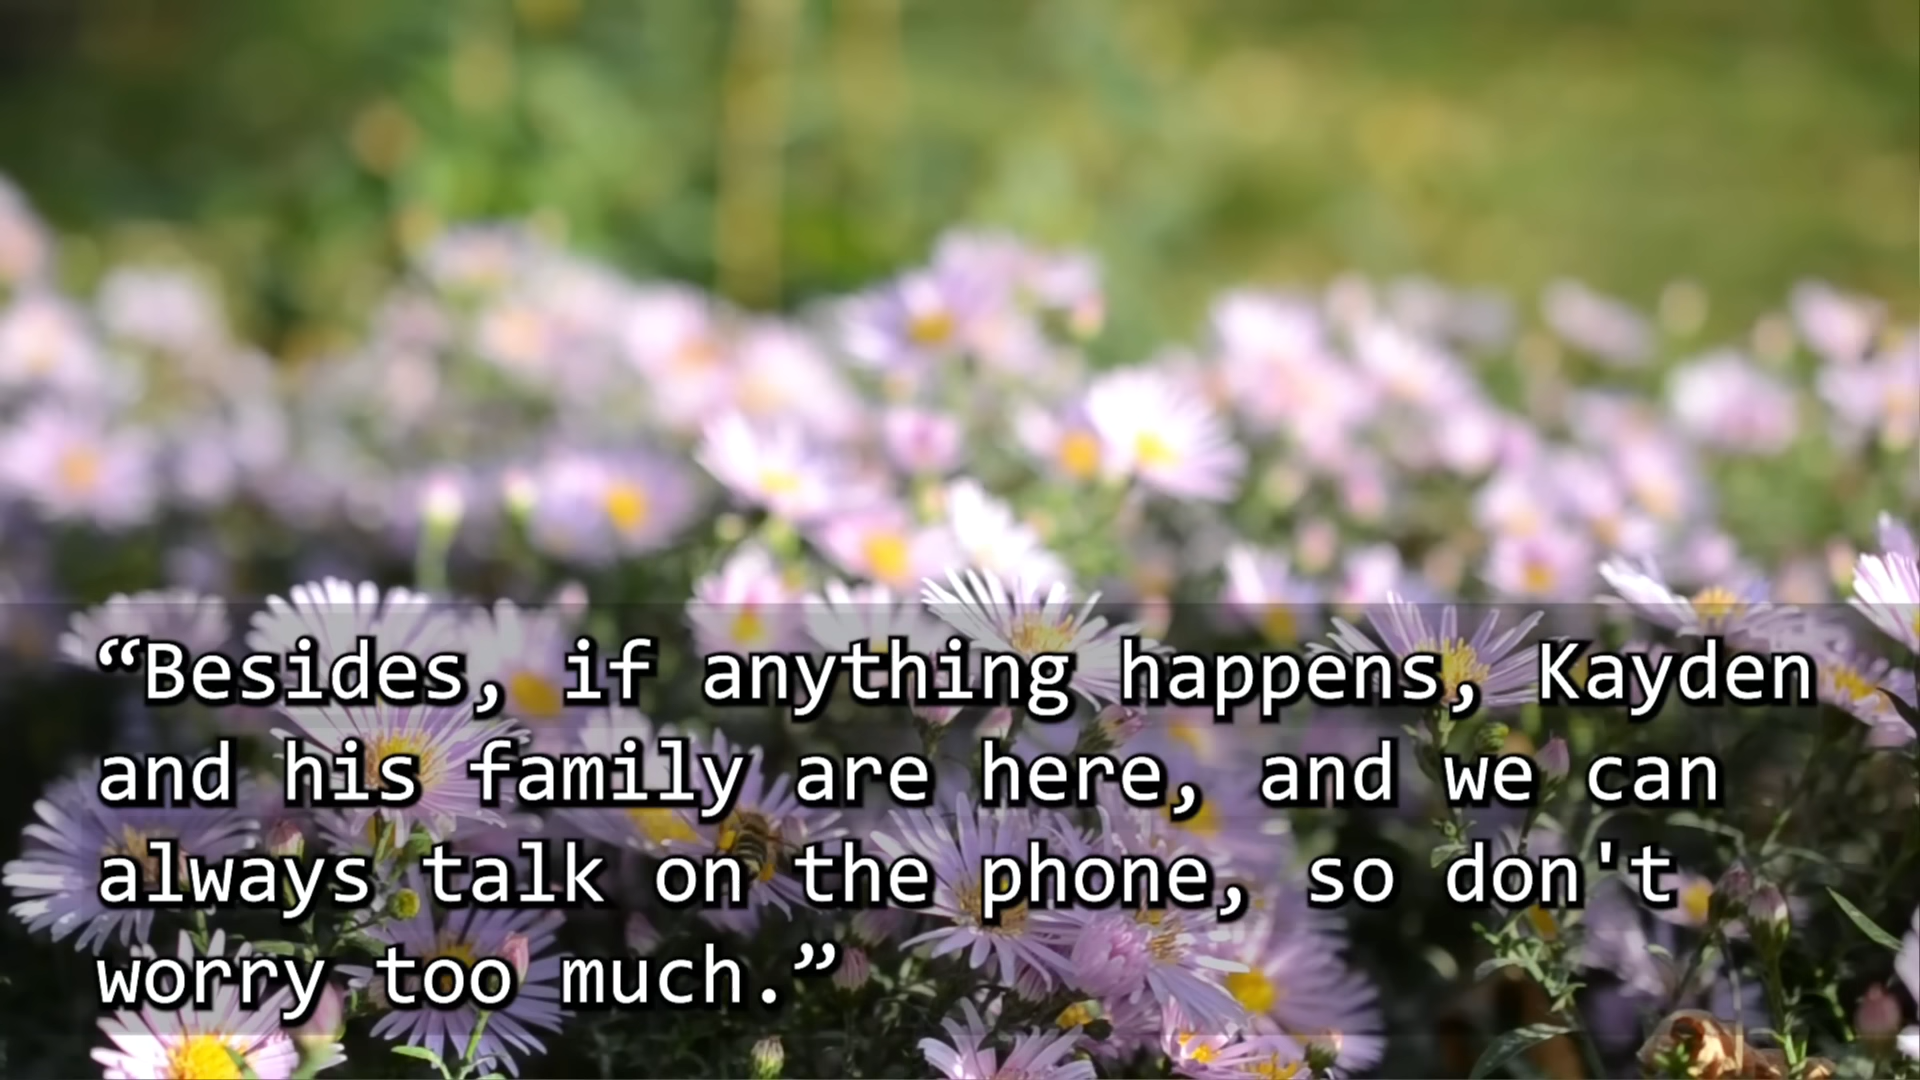 “Besides, if anything happens, Kayden
and his family are here, and we can
always talk on the phone, so don't
worry too much.”